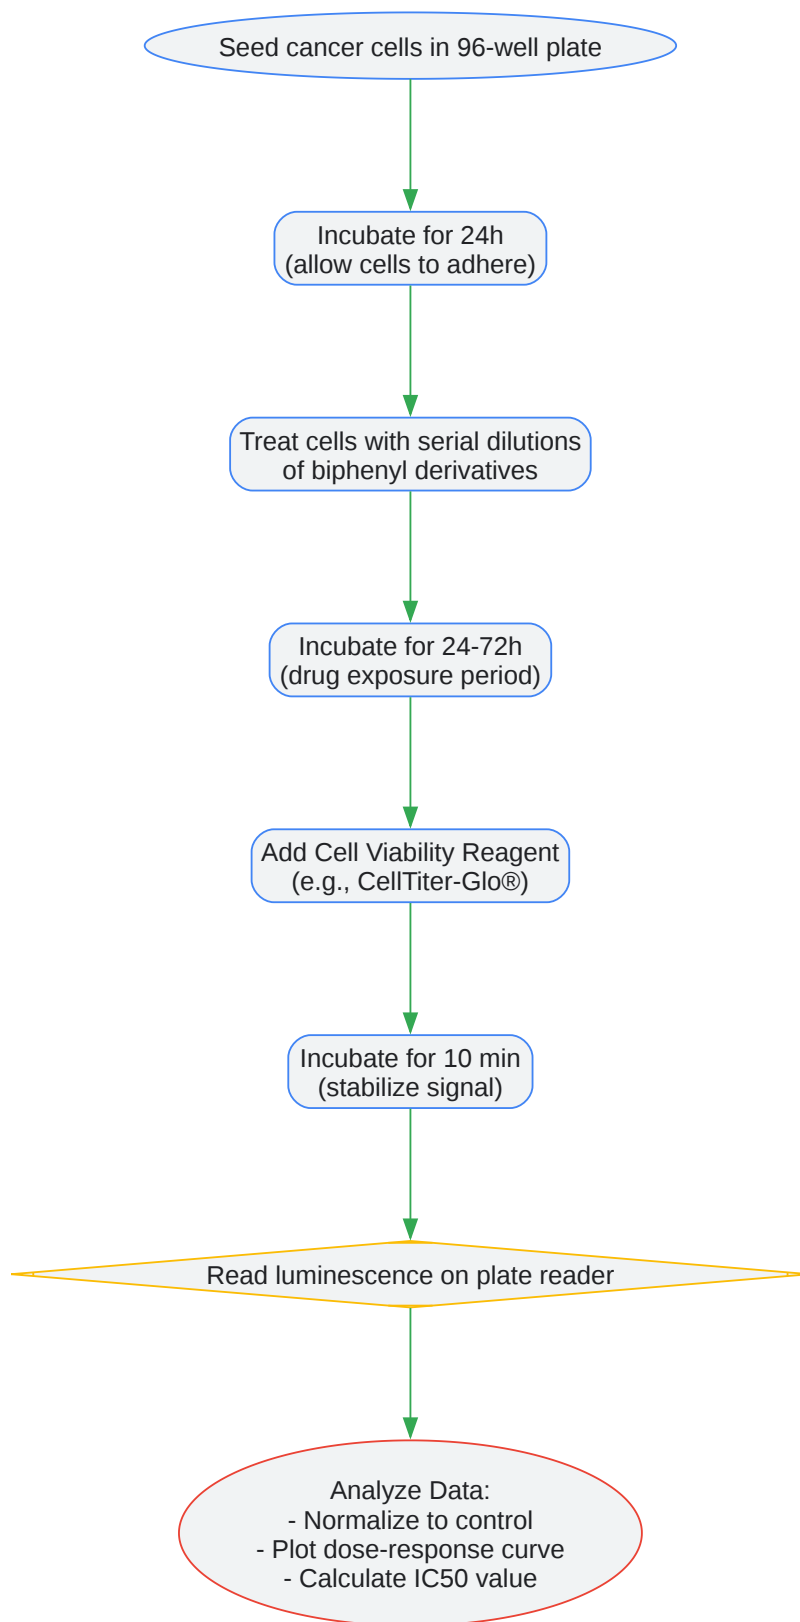 Seed cancer cells in 96-well plate
Incubate for 24h
(allow cells to adhere)
Treat cells with serial dilutions
of biphenyl derivatives
Incubate for 24-72h
(drug exposure period)
Add Cell Viability Reagent
(e.g., CellTiter-Glo®)
Incubate for 10 min
(stabilize signal)
Read luminescence on plate reader
Analyze Data:
- Normalize to control
- Plot dose-response curve
- Calculate IC50 value